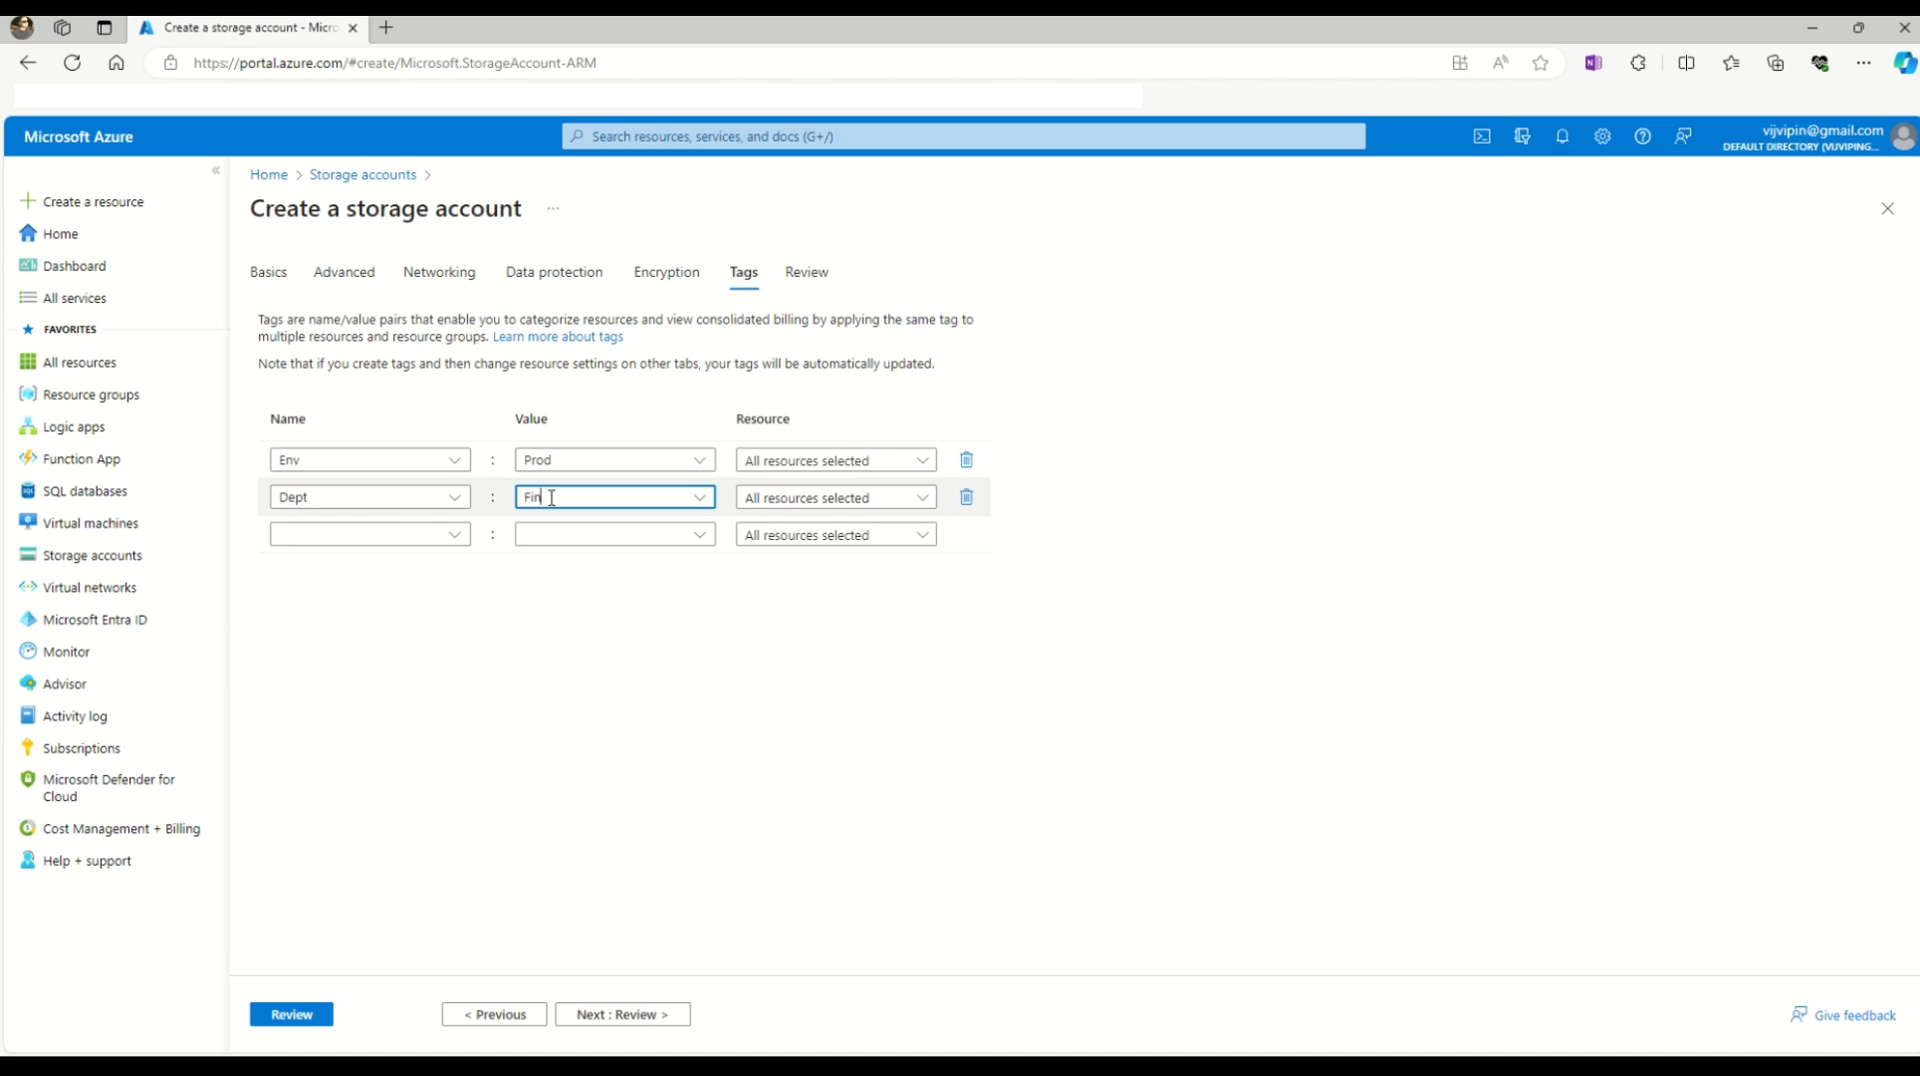 Create a storage account - Micro
https://portal.azure.com/#create/Microsoft.StorageAccount-ARM
Microsoft Azure
Search resources, services, and docs (G+/)
vijvipin@gmail.com
DEFAULT DIRECTORY (VIJVIPING...
Create a resource
Home
Dashboard
All services
FAVORITES
All resources
Resource groups
Logic apps
Function App
SQL databases
Virtual machines
Storage accounts
Virtual networks
Microsoft Entra ID
Monitor
Advisor
Activity log
Subscriptions
Microsoft Defender for
Cloud
Cost Management + Billing
Help + support
Home > Storage accounts >
Create a storage account ...
Basics Advanced Networking Data protection Encryption Tags Review
Tags are name/value pairs that enable you to categorize resources and view consolidated billing by applying the same tag to
multiple resources and resource groups. Learn more about tags
Note that if you create tags and then change resource settings on other tabs, your tags will be automatically updated.
Name Value Resource
Env : Prod All resources selected
Dept : Fin All resources selected
: All resources selected
Review < Previous Next : Review >
Give feedback